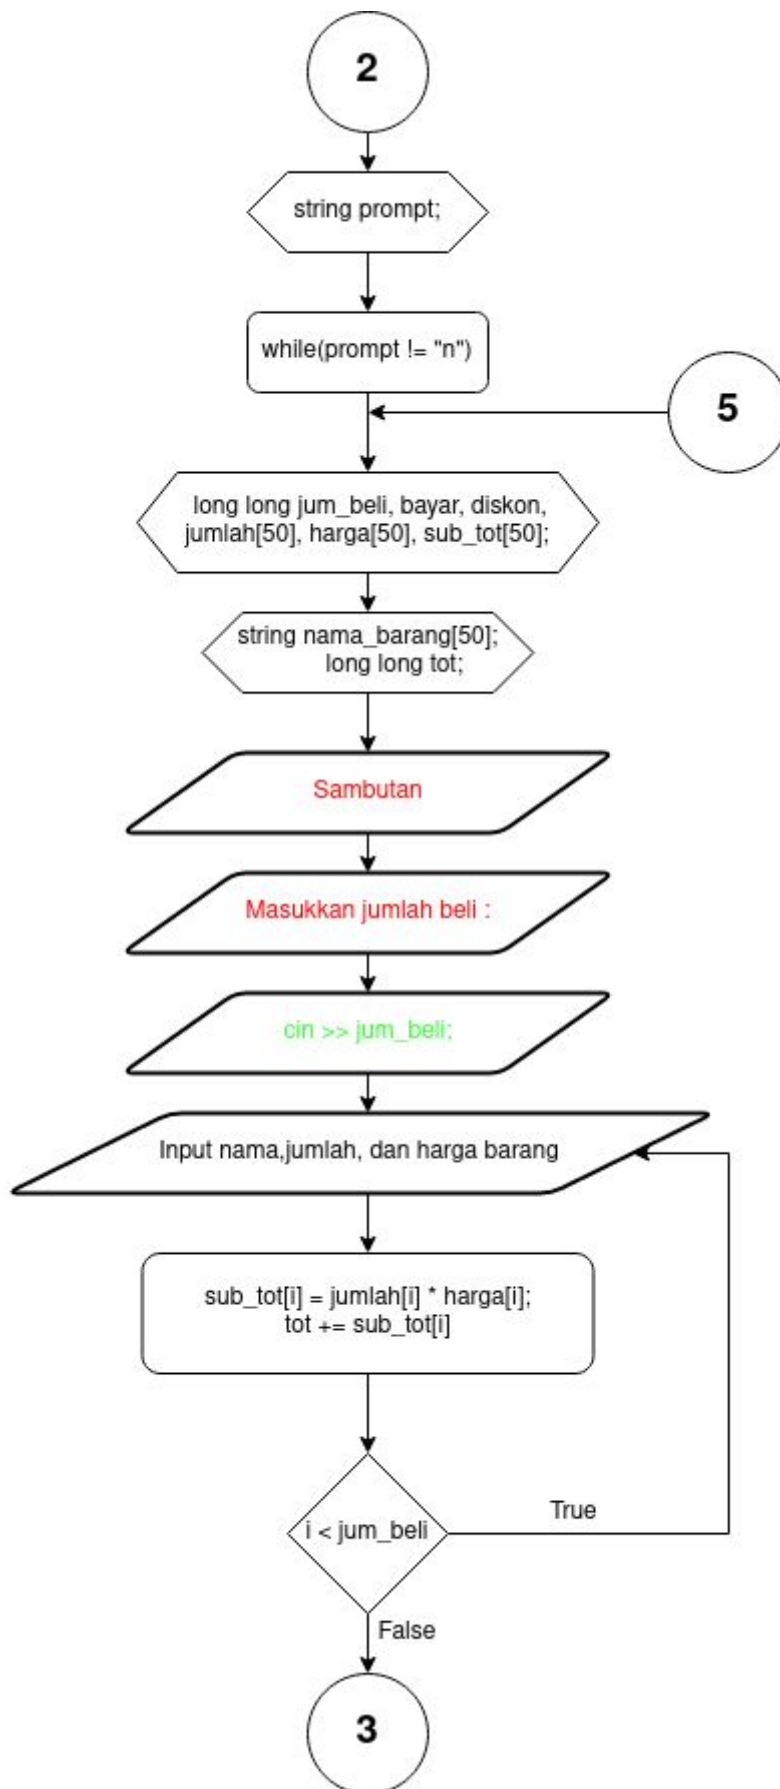 2
string prompt;
while(prompt != "n")
5
long long jum_beli, bayar, diskon,
jumlah[50], harga[50], sub_tot[50];
string nama_barang[50];
long long tot;
Sambutan
Masukkan jumlah beli :
cin >> jum_beli;
Input nama,jumlah, dan harga barang
sub_tot[i] = jumlah[i] * harga[i];
tot += sub_tot[i]
i < jum_beli
True
False
3